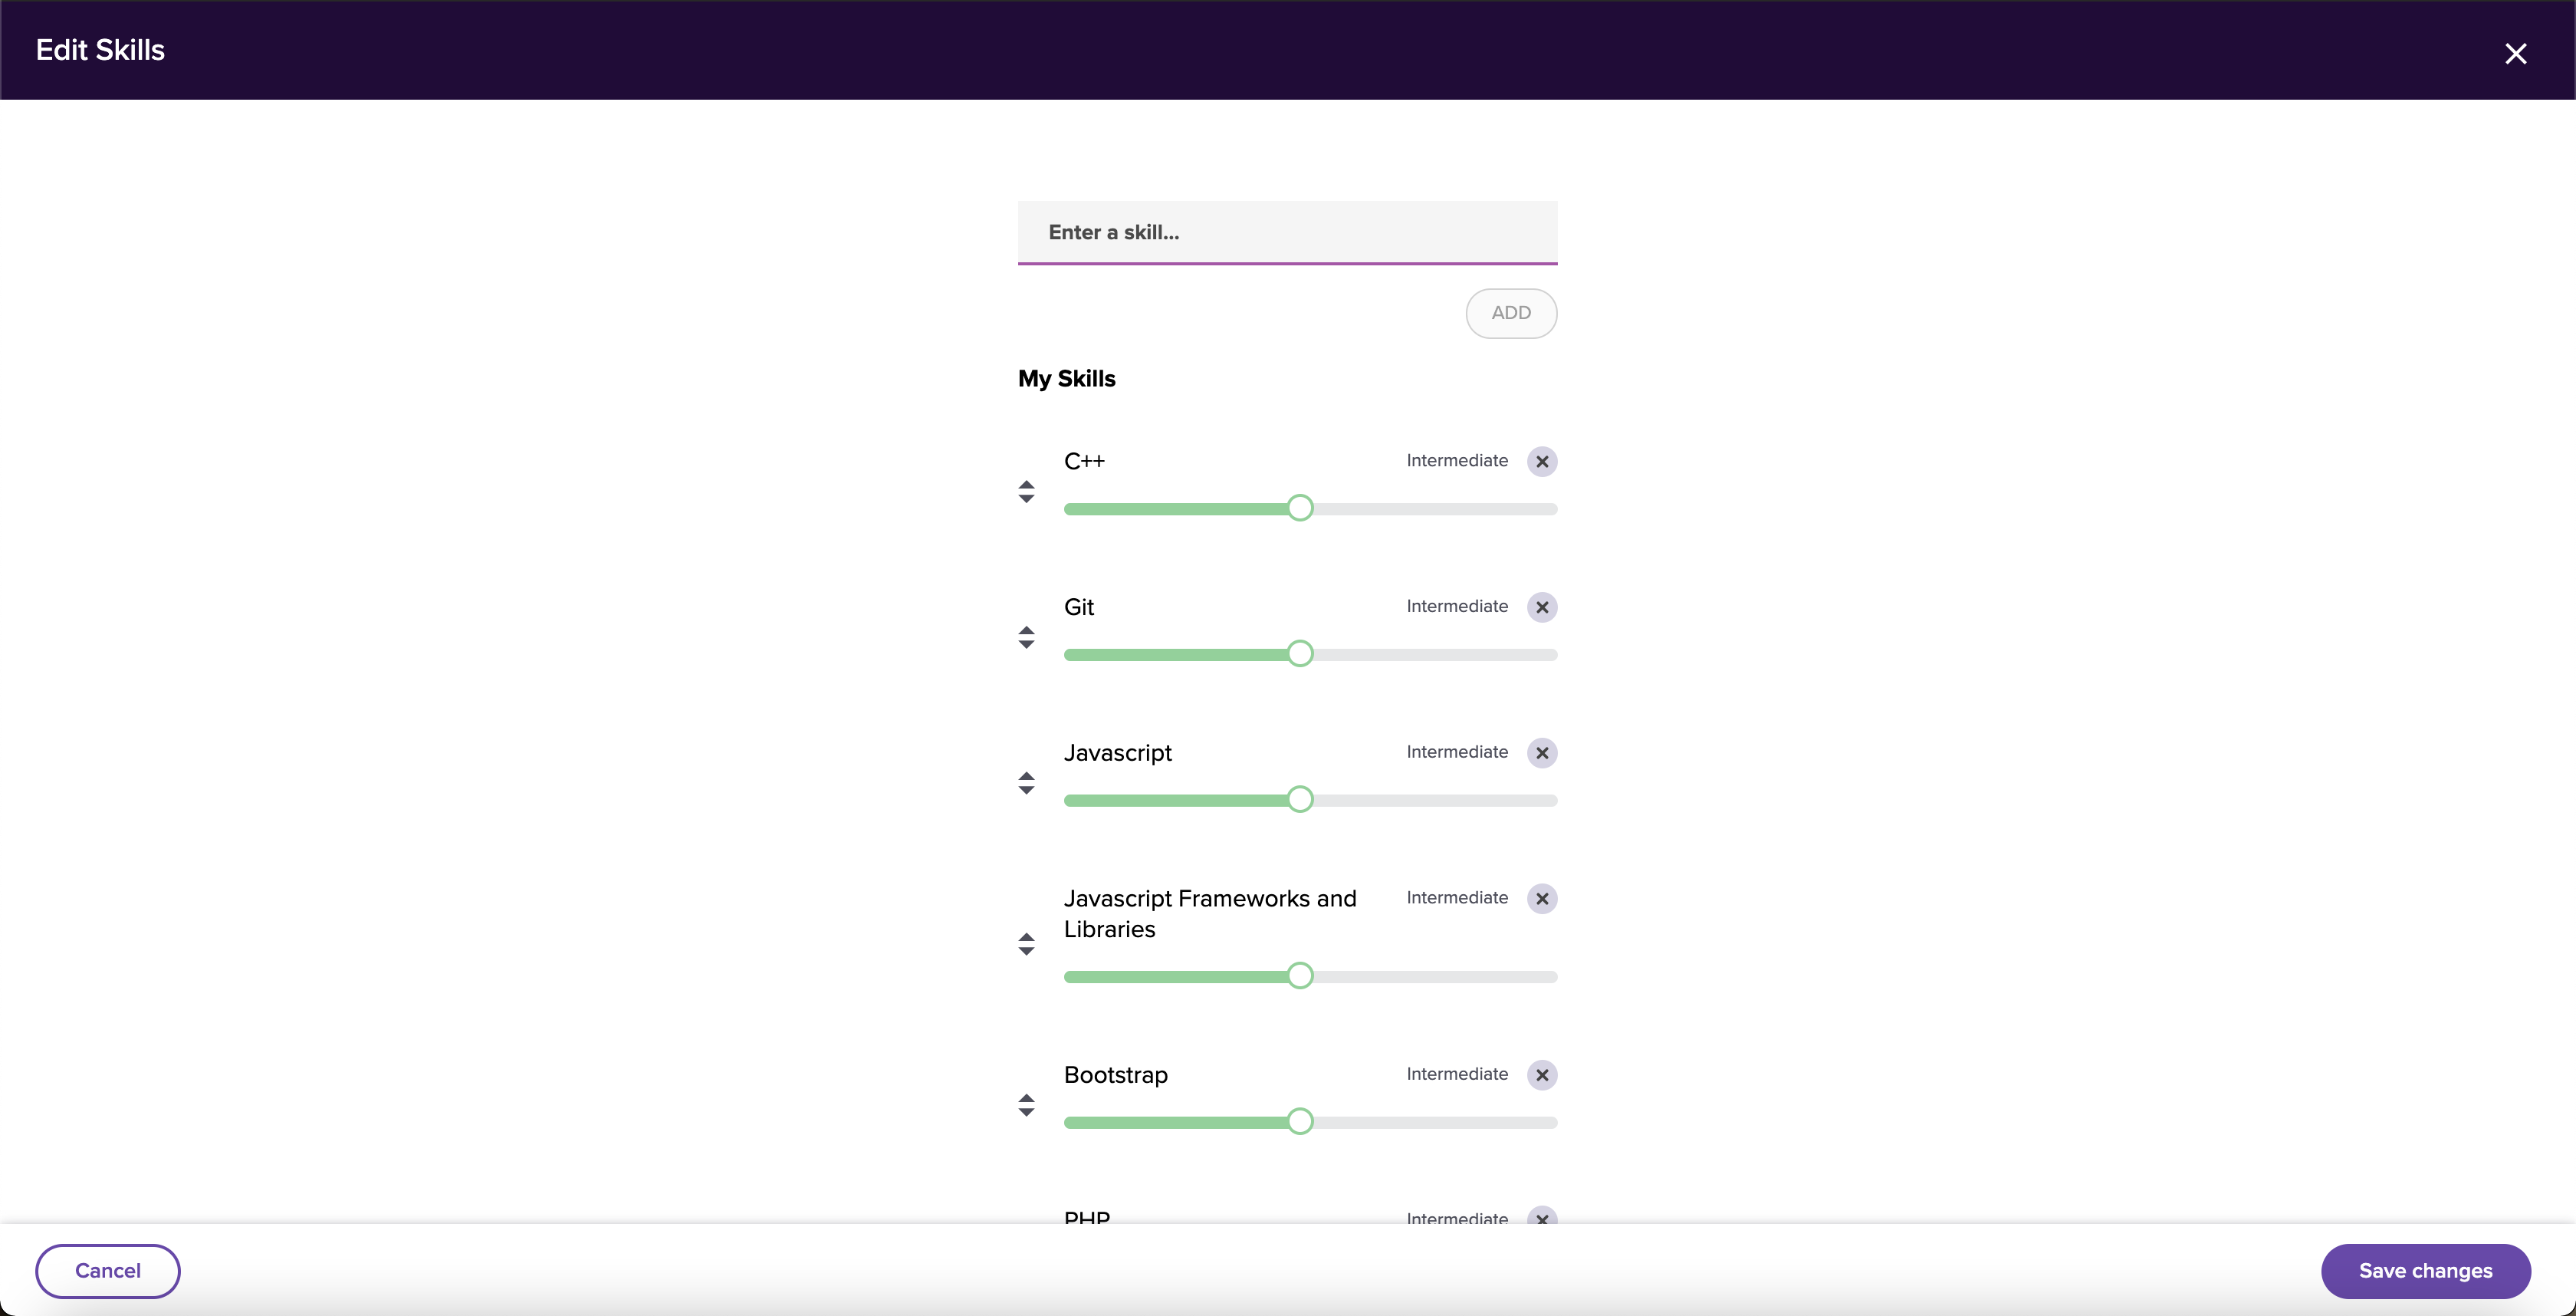 Edit Skills
Enter a skill...
ADD
My Skills
C++ Intermediate
Git Intermediate
Javascript Intermediate
Javascript Frameworks and Intermediate
Libraries
Bootstrap Intermediate
PHP Intermediate
Cancel Save changes